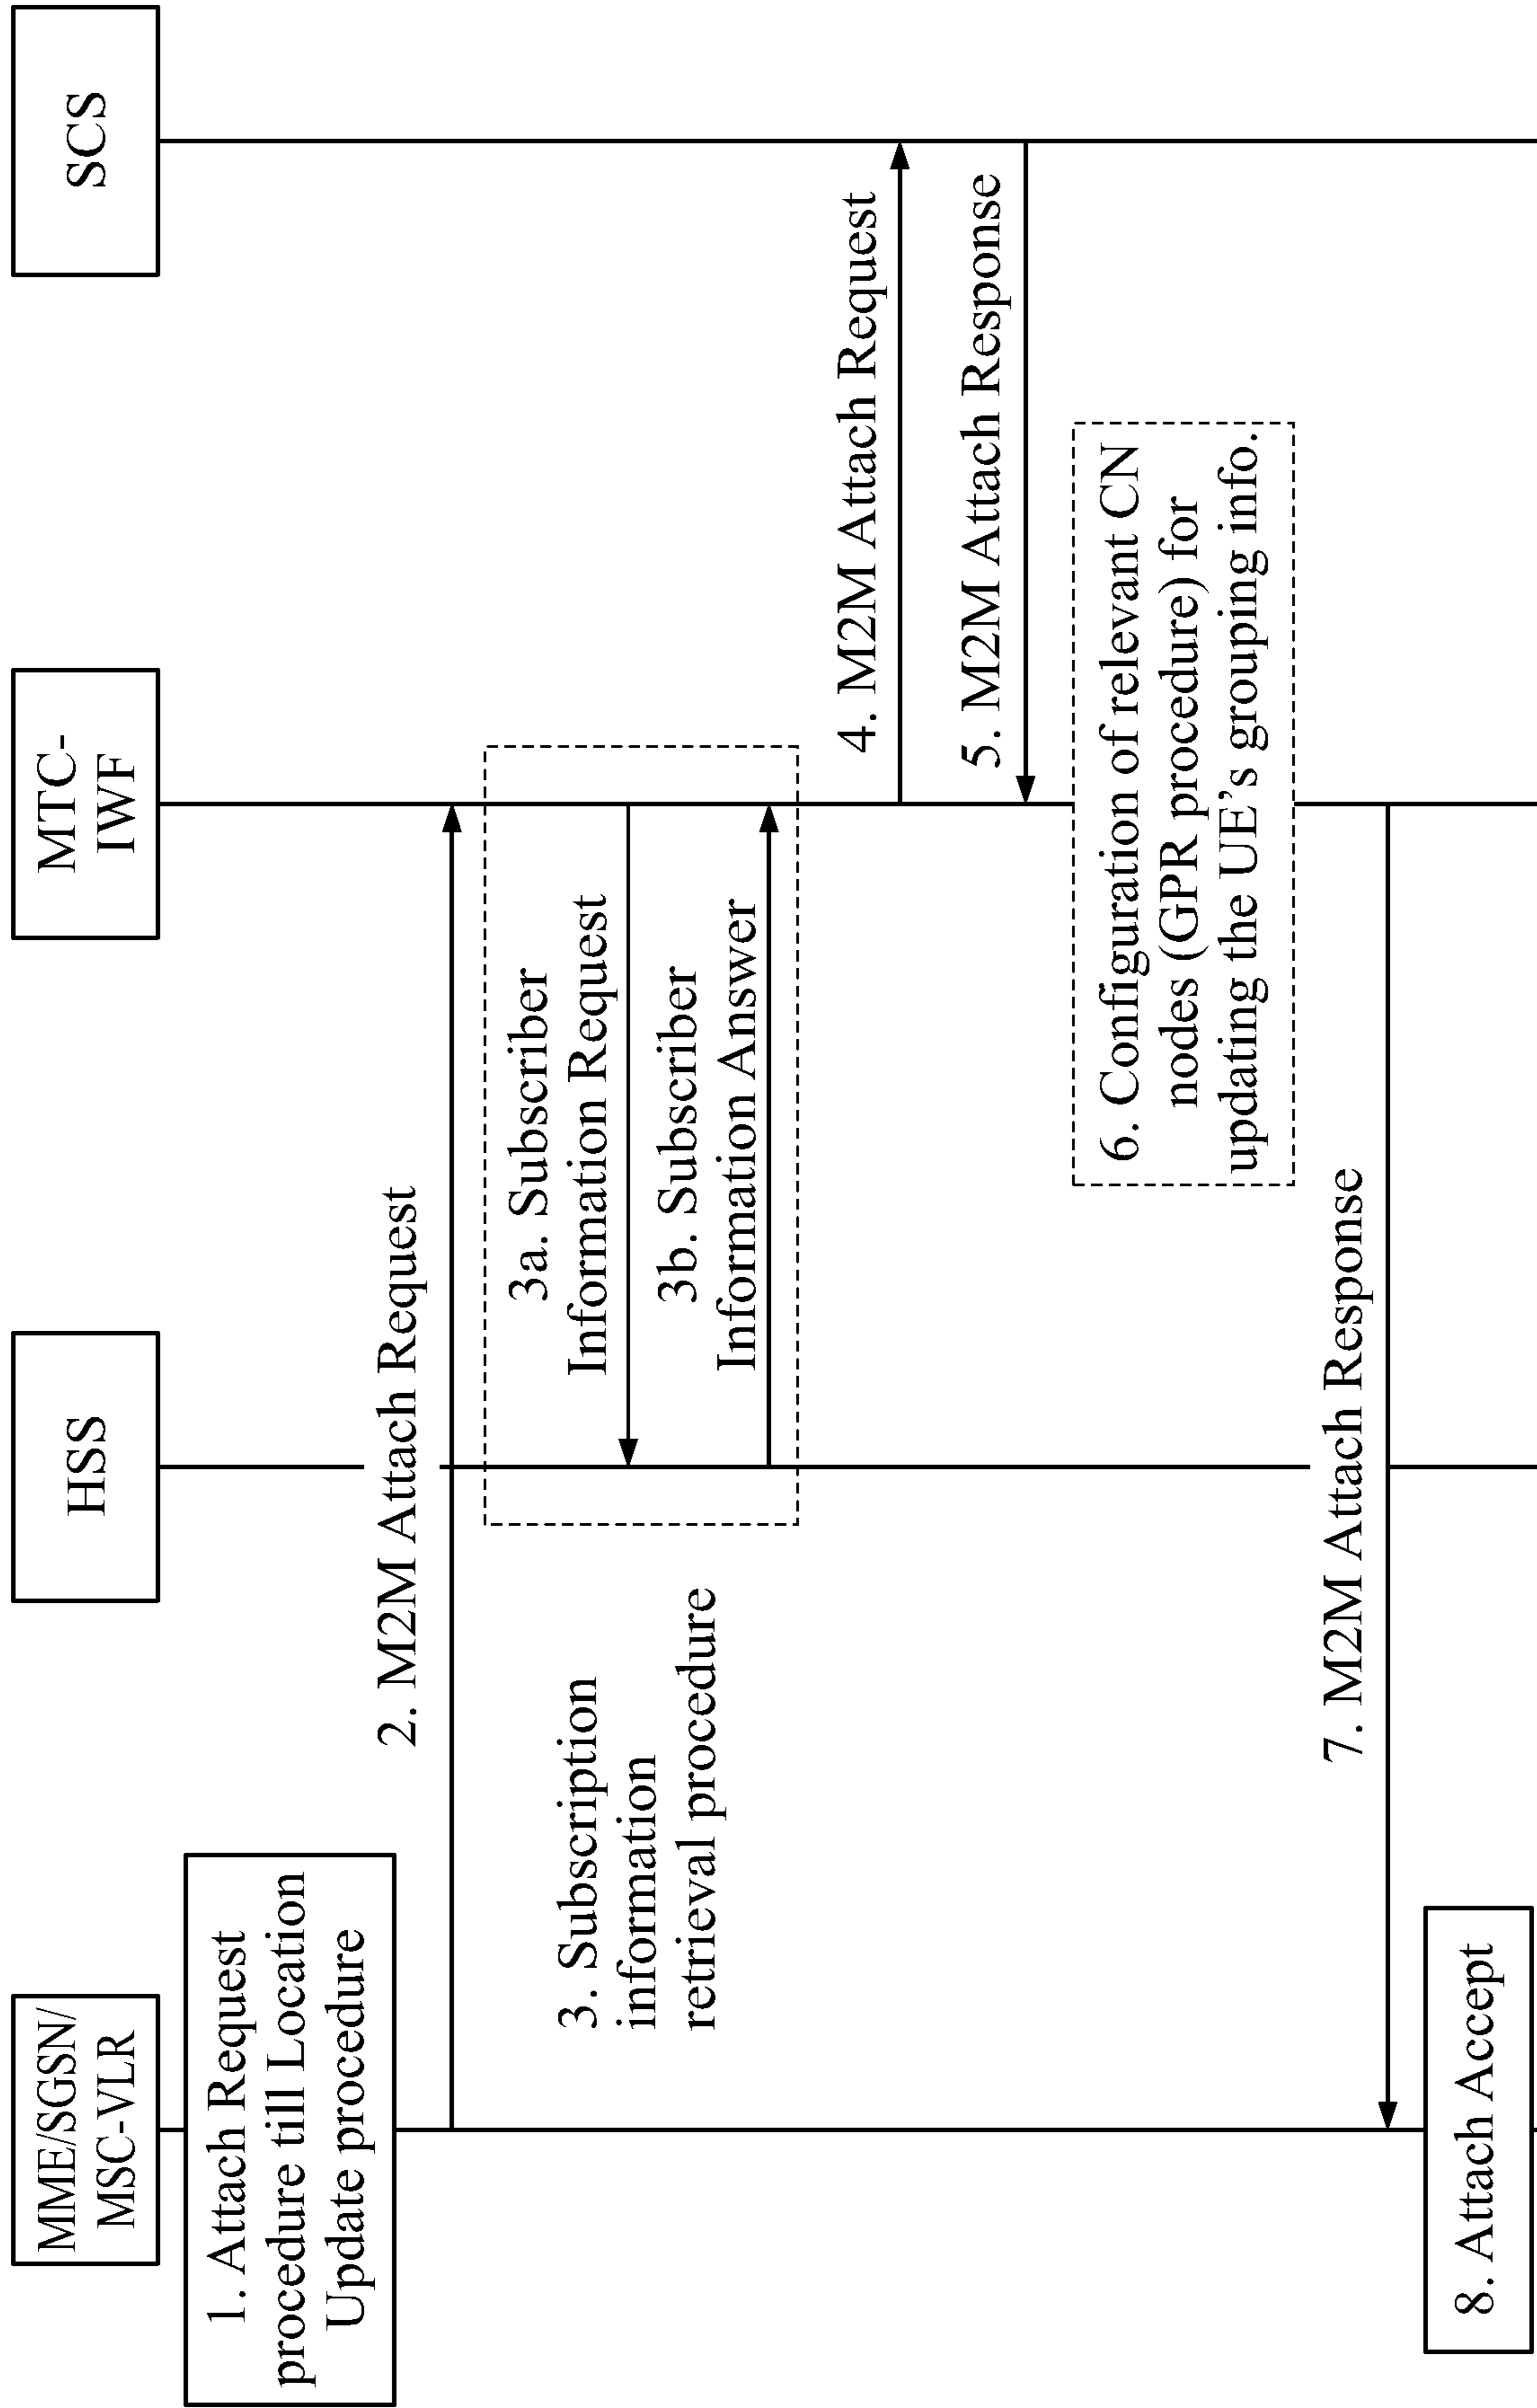 MME/SGSN/
MSC-VLR
HSS
MTC-
IWF
SCS
1. Attach Request
procedure till Location
Update procedure
2. M2M Attach Request
3. Subscription
information
retrieval procedure
3a. Subscriber
Information Request
3b. Subscriber
Information Answer
4. M2M Attach Request
5. M2M Attach Response
6. Configuration of relevant CN
nodes (GPR procedure) for
updating the UE's grouping info.
7. M2M Attach Response
8. Attach Accept